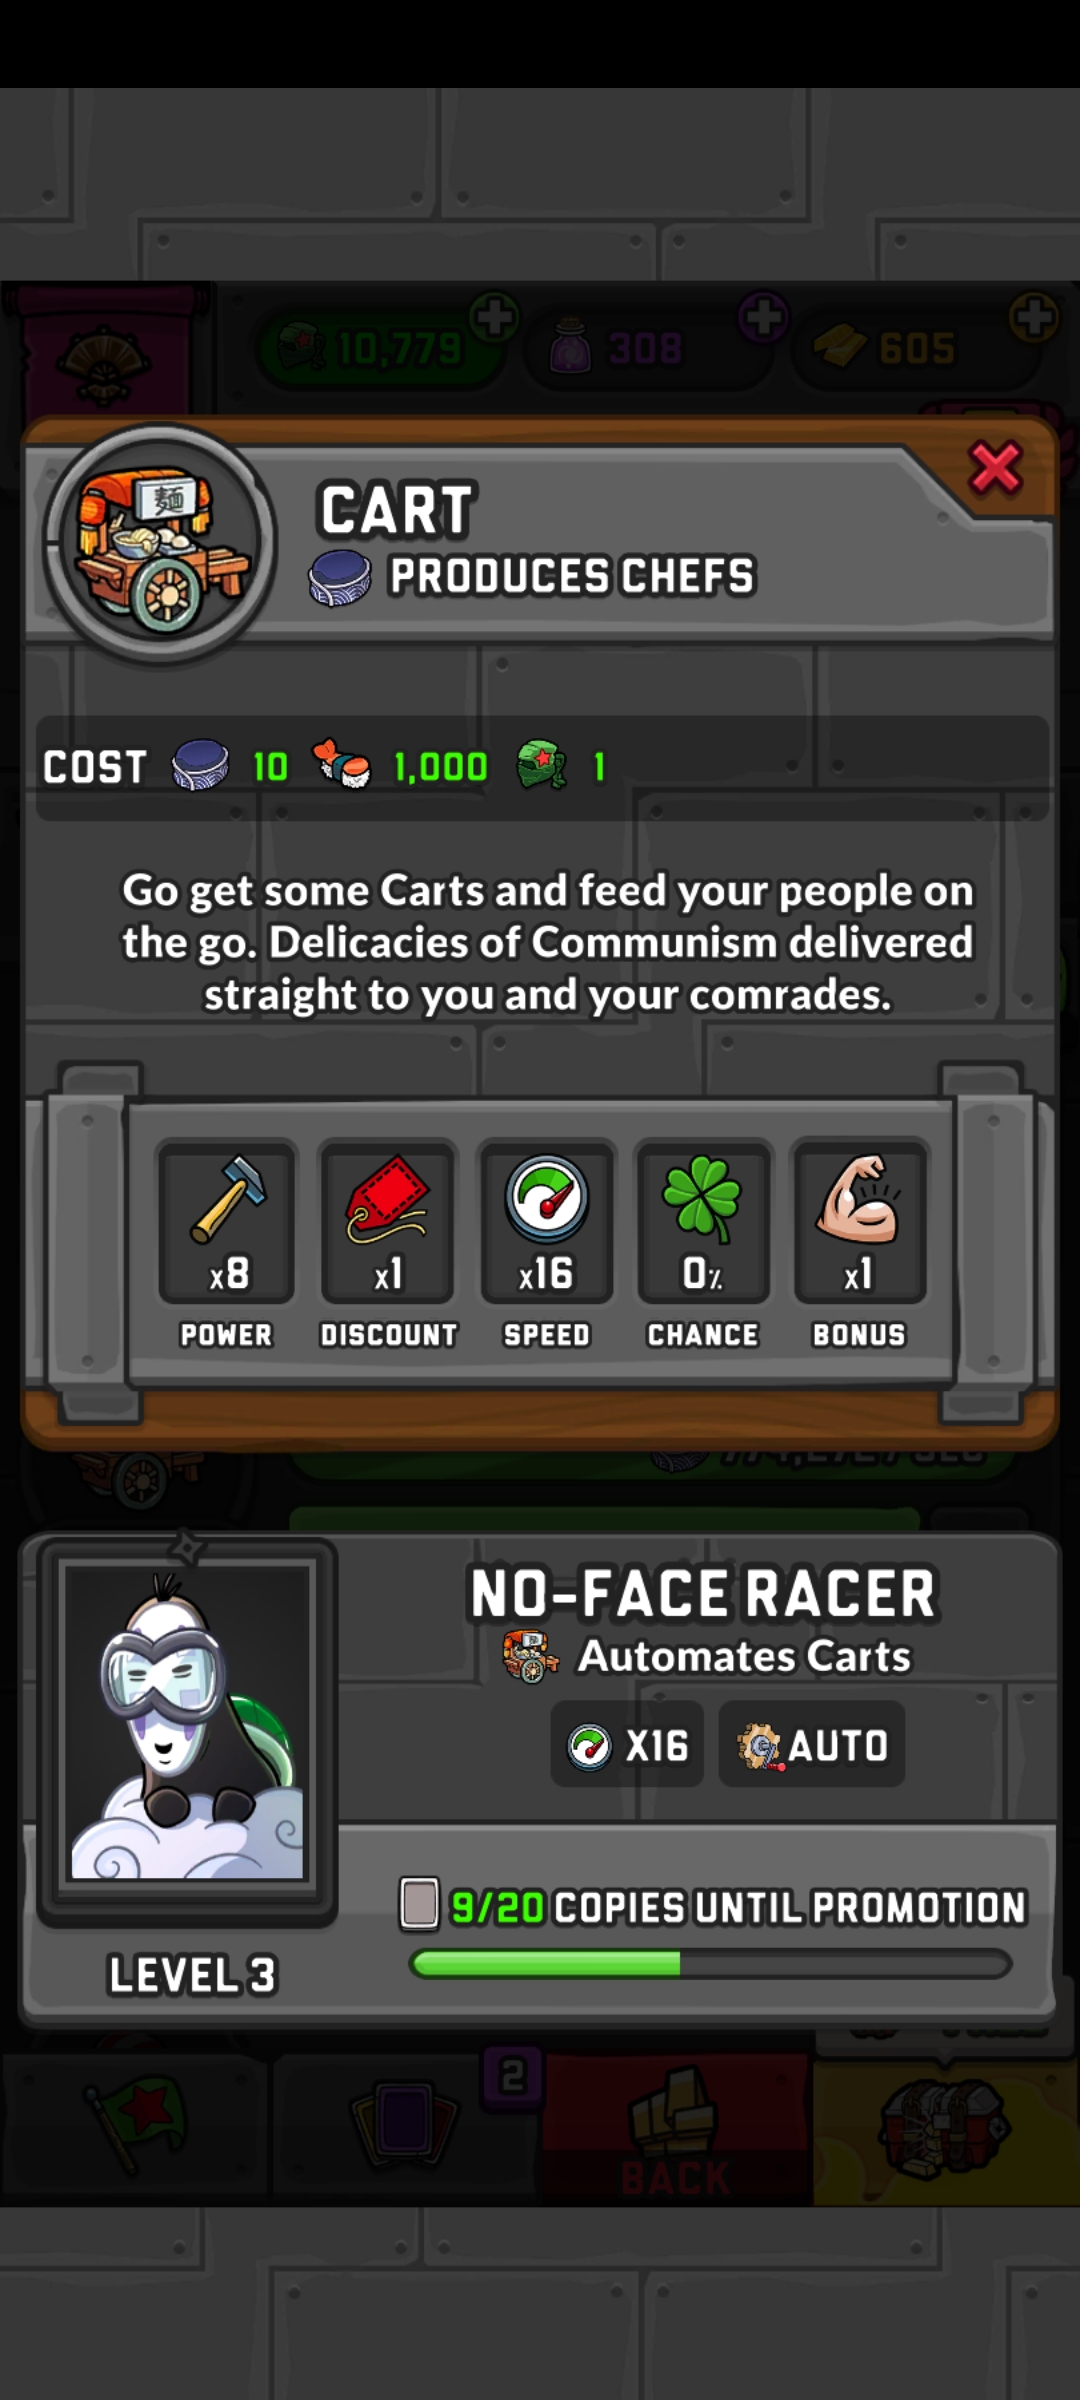 10,779 308 605
麺
CART
PRODUCES CHEFS
COST 10 1,000 1
Go get some Carts and feed your people on
the go. Delicacies of Communism delivered
straight to you and your comrades.
x8 x1 x16 0% x1
POWER DISCOUNT SPEED CHANCE BONUS
NO-FACE RACER
Automates Carts
X16 AUTO
9/20 COPIES UNTIL PROMOTION
LEVEL 3
2
BACK